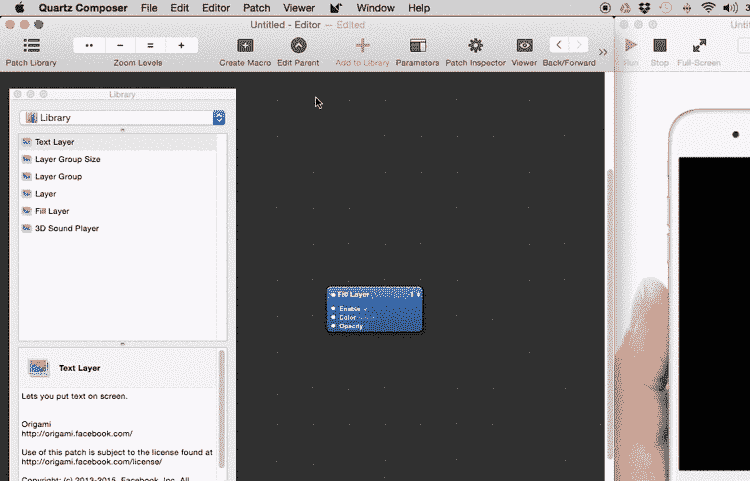 Quartz Composer File Edit Editor Patch Viewer Window Help
Untitled - Editor — Edited
Patch Library Zoom Levels Create Macro Edit Parent Add to Library Parameters Patch Inspector Viewer Back/Forward
Run Stop Full-Screen
Library
Library
Text Layer
Layer Group Size
Layer Group
Layer
Fill Layer
3D Sound Player
Fill Layer
Enable
Color
Opacity
Text Layer
Lets you put text on screen.
Origami
http://origami.facebook.com/
Use of this patch is subject to the license found at
http://origami.facebook.com/license/
Copyright: (c) 2013-2015, Facebook, Inc. All